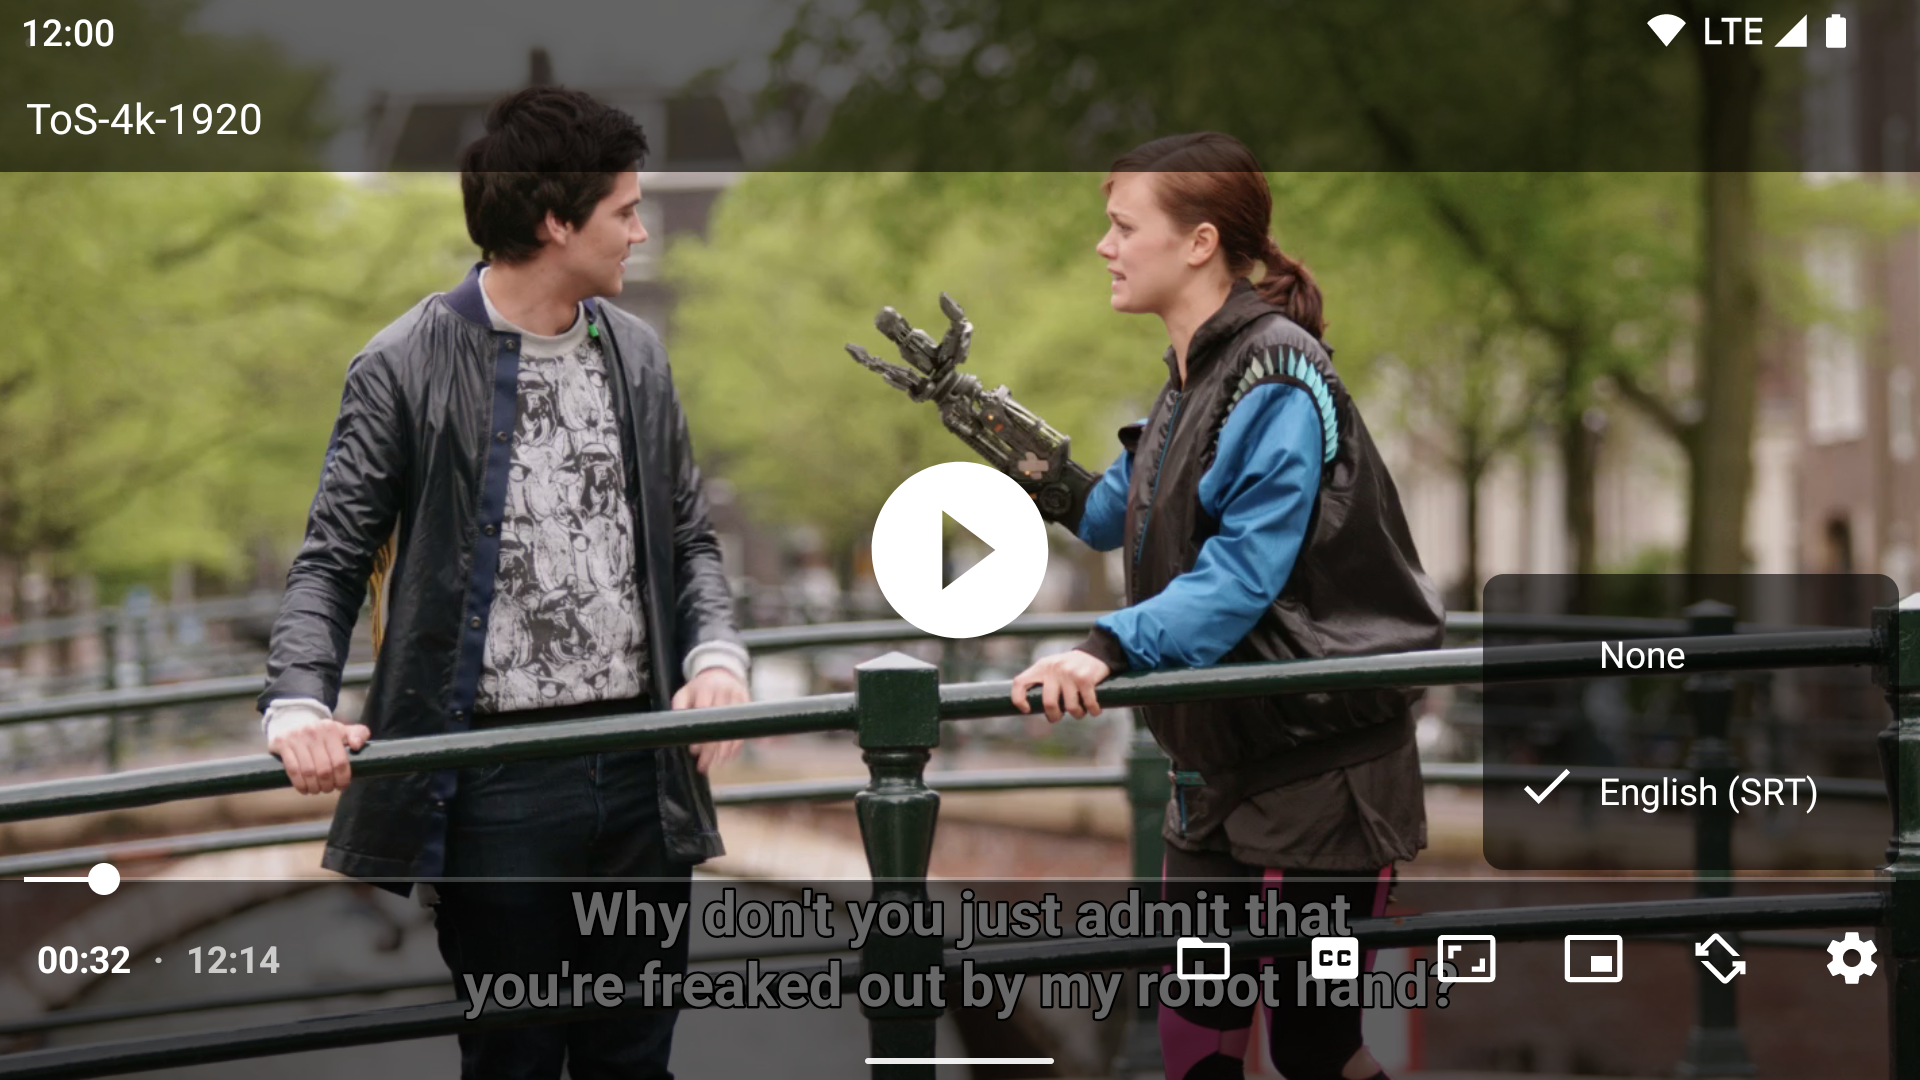 12:00
LTE
ToS-4k-1920
None
English (SRT)
Why don't you just admit that
you're freaked out by my robot hand?
00:32 · 12:14
CC